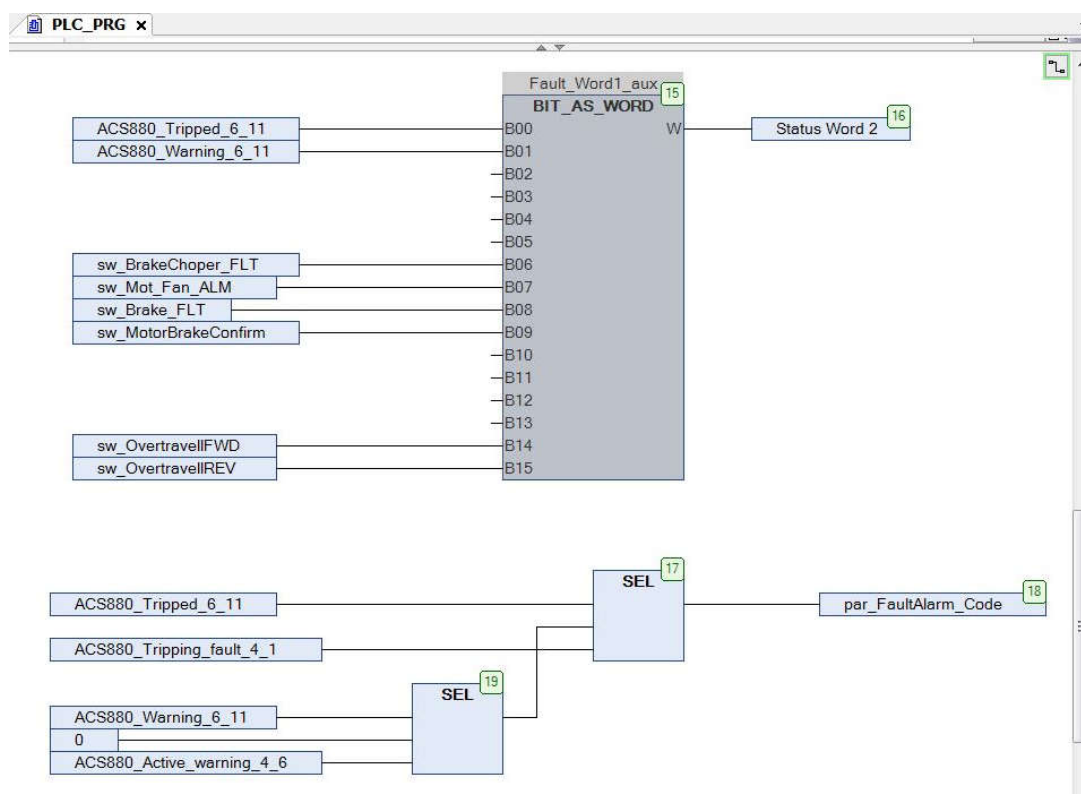 PLC_PRG x
Fault_Word1_aux
15
BIT_AS_WORD
16
ACS880_Tripped_6_11 B00 W Status Word 2
ACS880_Warning_6_11 B01
B02
B03
B04
B05
sw_BrakeChoper_FLT B06
sw_Mot_Fan_ALM B07
sw_Brake_FLT B08
sw_MotorBrakeConfirm B09
B10
B11
B12
B13
sw_OvertravellFWD B14
sw_OvertravellREV B15
SEL 17
18
ACS880_Tripped_6_11 par_FaultAlarm_Code
ACS880_Tripping_fault_4_1
SEL 19
ACS880_Warning_6_11
0
ACS880_Active_warning_4_6